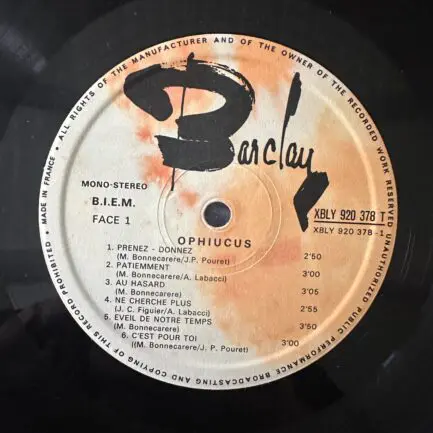 ALL RIGHTS OF THE MANUFACTURER AND OF THE OWNER OF THE RECORDED WORK RESERVED UNAUTHORIZED PUBLIC PERFORMANCE BROADCASTING AND COPYING OF THIS RECORD PROHIBITED • MADE IN FRANCE •
Barclay
MONO-STEREO
B.I.E.M.
FACE 1
XBLY 920 378 T
XBLY 920 378 -1
OPHIUCUS
1. PRENEZ - DONNEZ
(M. Bonnecarere/J.P. Pouret) 2'50
2. PATIEMMENT
(M. Bonnecarere/A. Labacci) 3'00
3. AU HASARD
(M. Bonnecarere) 3'05
4. NE CHERCHE PLUS
(J. C. Figuier/A. Labacci) 2'55
5. EVEIL DE NOTRE TEMPS
(M. Bonnecarere) 3'50
6. C'EST POUR TOI
((M. Bonnecarere/J. P. Pouret) 3'00